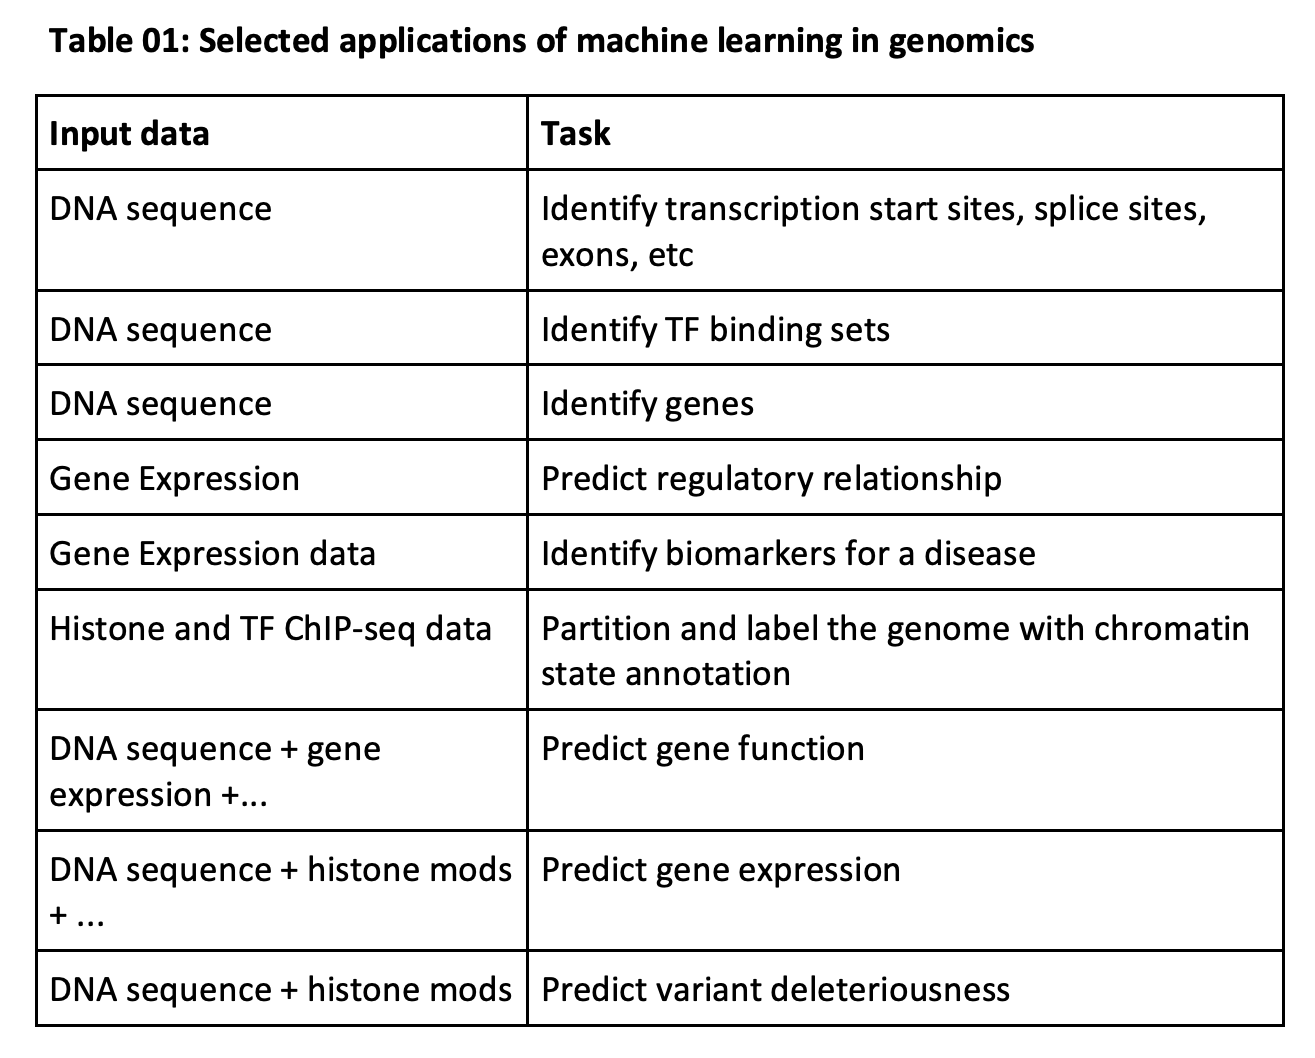 Table 01: Selected applications of machine learning in genomics
Input data
Task
DNA sequence
Identify transcription start sites, splice sites,
exons, etc
DNA sequence
Identify TF binding sets
DNA sequence
Identify genes
Gene Expression
Predict regulatory relationship
Gene Expression data
Identify biomarkers for a disease
Histone and TF ChIP-seq data
Partition and label the genome with chromatin
state annotation
DNA sequence + gene
expression +...
Predict gene function
DNA sequence + histone mods
+ ...
Predict gene expression
DNA sequence + histone mods
Predict variant deleteriousness